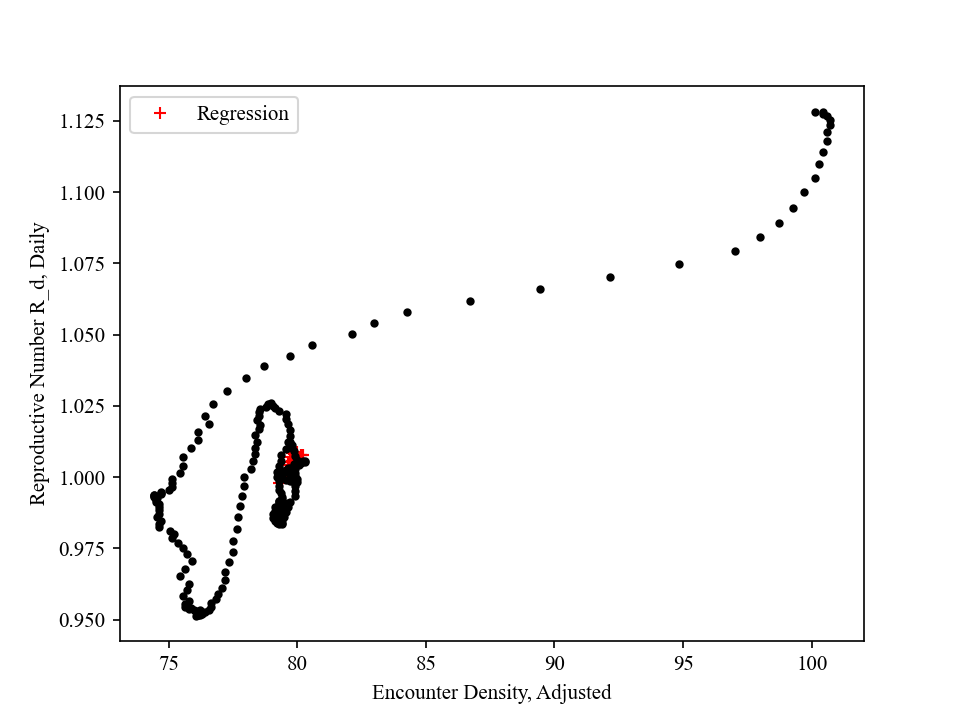 Regression
1.125
1.100
1.075
1.050
1.025
1.000
0.975
0.950
Reproductive Number R_d, Daily
75 80 85 90 95 100
Encounter Density, Adjusted